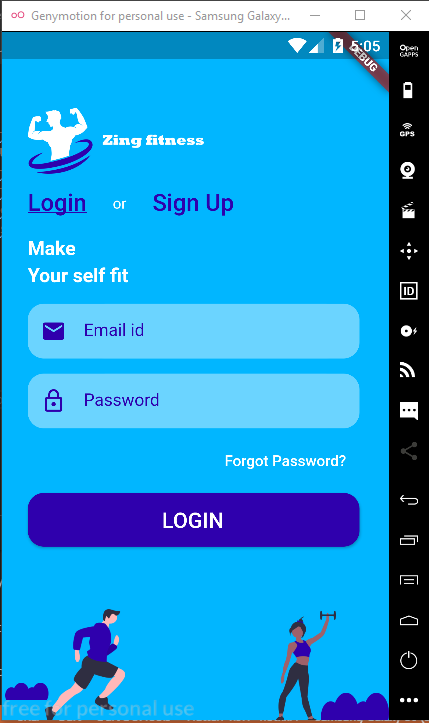 Genymotion for personal use - Samsung Galaxy...
5:05
DEBUG
Open
GAPPS
GPS
ID
Zing fitness
Login or Sign Up
Make
Your self fit
Email id
Password
Forgot Password?
LOGIN
free for personal use